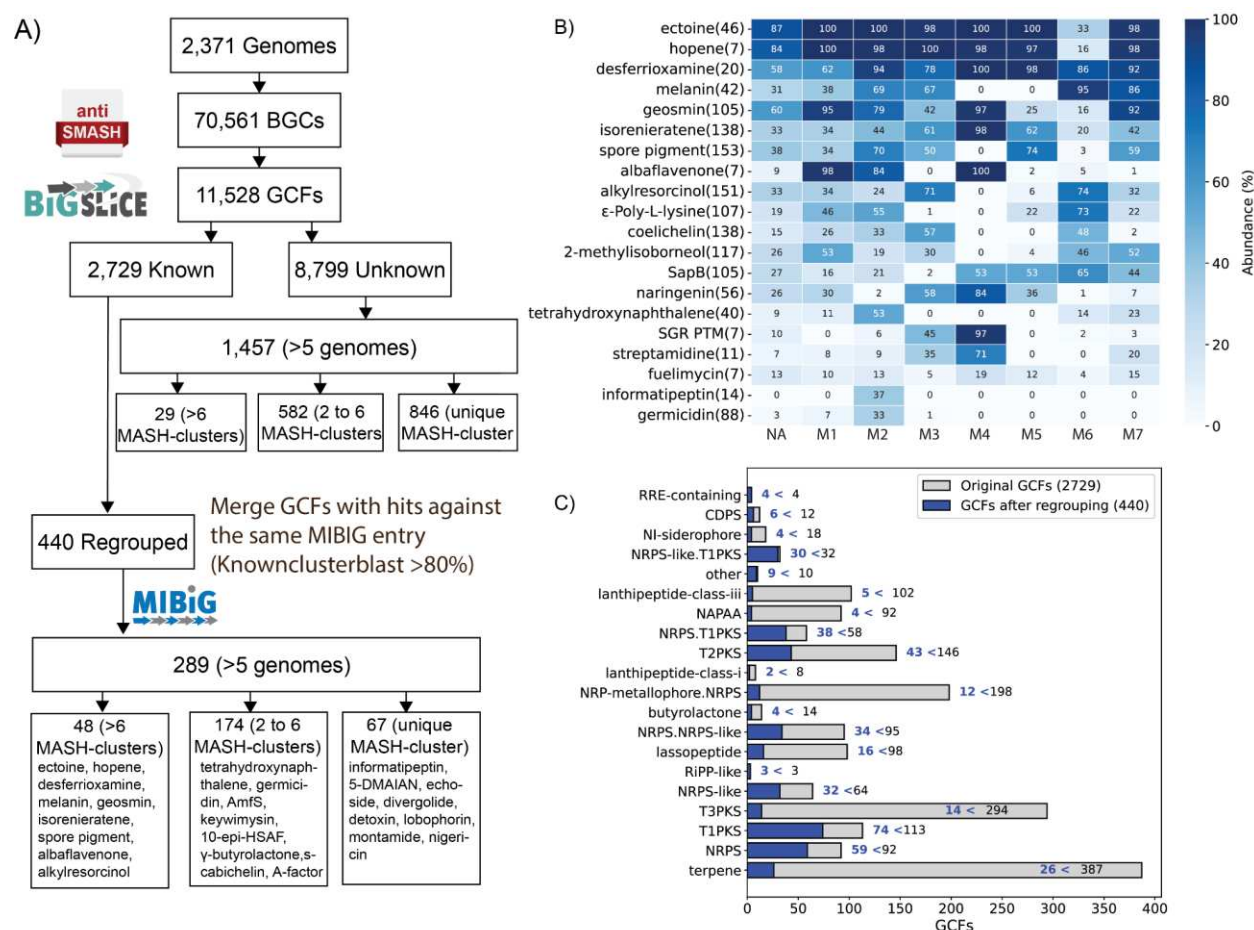 A)
2,371 Genomes
anti
SMASH
70,561 BGCs
BiGSLiCE
11,528 GCFs
2,729 Known
8,799 Unknown
1,457 (>5 genomes)
29 (>6
MASH-clusters)
582 (2 to 6
MASH-clusters
846 (unique
MASH-cluster
440 Regrouped
Merge GCFs with hits against
the same MIBIG entry
(Knownclusterblast >80%)
MIBiG
289 (>5 genomes)
48 (>6
MASH-clusters)
ectoine, hopene,
desferrioxamine,
melanin, geosmin,
isorenieratene,
spore pigment,
albaflavenone,
alkylresorcinol
174 (2 to 6
MASH-clusters)
tetrahydroxynaph-
thalene, germici-
din, AmfS,
keywimysin,
10-epi-HSAF,
γ-butyrolactone,s-
cabichelin, A-factor
67 (unique
MASH-cluster)
informatipeptin,
5-DMAIAN, echo-
side, divergolide,
detoxin, lobophorin,
montamide, nigeri-
cin
B)
ectoine(46) 87 100 100 98 100 100 33 98
hopene(7) 84 100 98 100 98 97 16 98
desferrioxamine(20) 58 62 94 78 100 98 86 92
melanin(42) 31 38 69 67 0 0 95 86
geosmin(105) 60 95 79 42 97 25 16 92
isorenieratene(138) 33 34 44 61 98 62 20 42
spore pigment(153) 38 34 70 50 0 74 3 59
albaflavenone(7) 9 98 84 0 100 2 5 1
alkylresorcinol(151) 33 34 24 71 0 6 74 32
ε-Poly-L-lysine(107) 19 46 55 1 0 22 73 22
coelichelin(138) 15 26 33 57 0 0 48 2
2-methylisoborneol(117) 26 53 19 30 0 4 46 52
SapB(105) 27 16 21 2 53 53 65 44
naringenin(56) 26 30 2 58 84 36 1 7
tetrahydroxynaphthalene(40) 9 11 53 0 0 0 14 23
SGR PTM(7) 10 0 6 45 97 0 2 3
streptamidine(11) 7 8 9 35 71 0 0 20
fuelimycin(7) 13 10 13 5 19 12 4 15
informatipeptin(14) 0 0 37 0 0 0 0 0
germicidin(88) 3 7 33 1 0 0 0 0
NA M1 M2 M3 M4 M5 M6 M7
100
80
60
40
20
0
Abundance (%)
C)
Original GCFs (2729)
GCFs after regrouping (440)
RRE-containing 4 < 4
CDPS 6 < 12
NI-siderophore 4 < 18
NRPS-like.T1PKS 30 <32
other 9 < 10
lanthipeptide-class-iii 5 < 102
NAPAA 4 < 92
NRPS.T1PKS 38 <58
T2PKS 43 <146
lanthipeptide-class-i 2 < 8
NRP-metallophore.NRPS 12 <198
butyrolactone 4 < 14
NRPS.NRPS-like 34 <95
lassopeptide 16 <98
RiPP-like 3 < 3
NRPS-like 32 <64
T3PKS 14 < 294
T1PKS 74 <113
NRPS 59 <92
terpene 26 < 387
0 50 100 150 200 250 300 350 400
GCFs